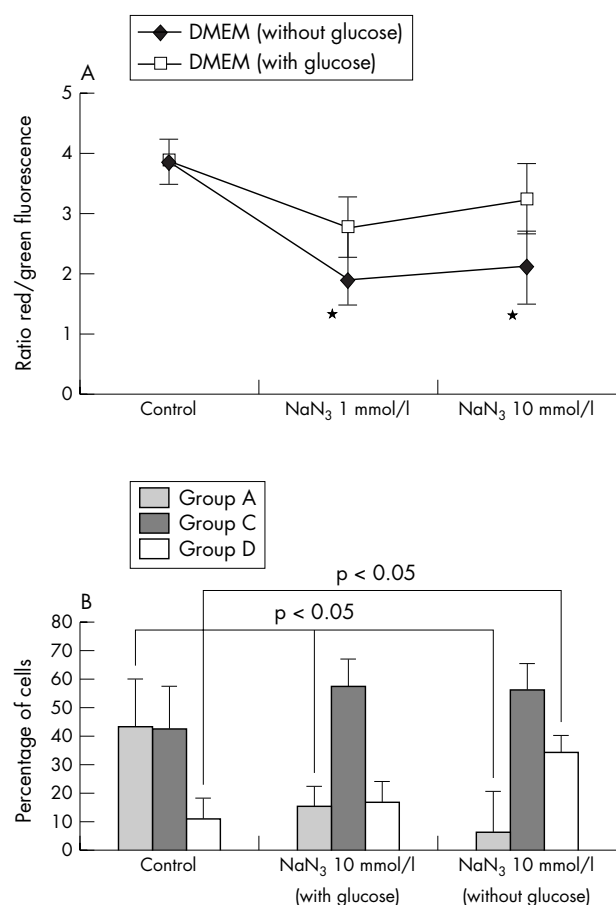 DMEM (without glucose)
DMEM (with glucose)
A
5
4
3
2
1
0
Ratio red/green fluorescence
Control
NaN₃ 1 mmol/l
NaN₃ 10 mmol/l
★
★
Group A
Group C
Group D
B
p < 0.05
p < 0.05
80
70
60
50
40
30
20
10
0
Percentage of cells
Control
NaN₃ 10 mmol/l
(with glucose)
NaN₃ 10 mmol/l
(without glucose)